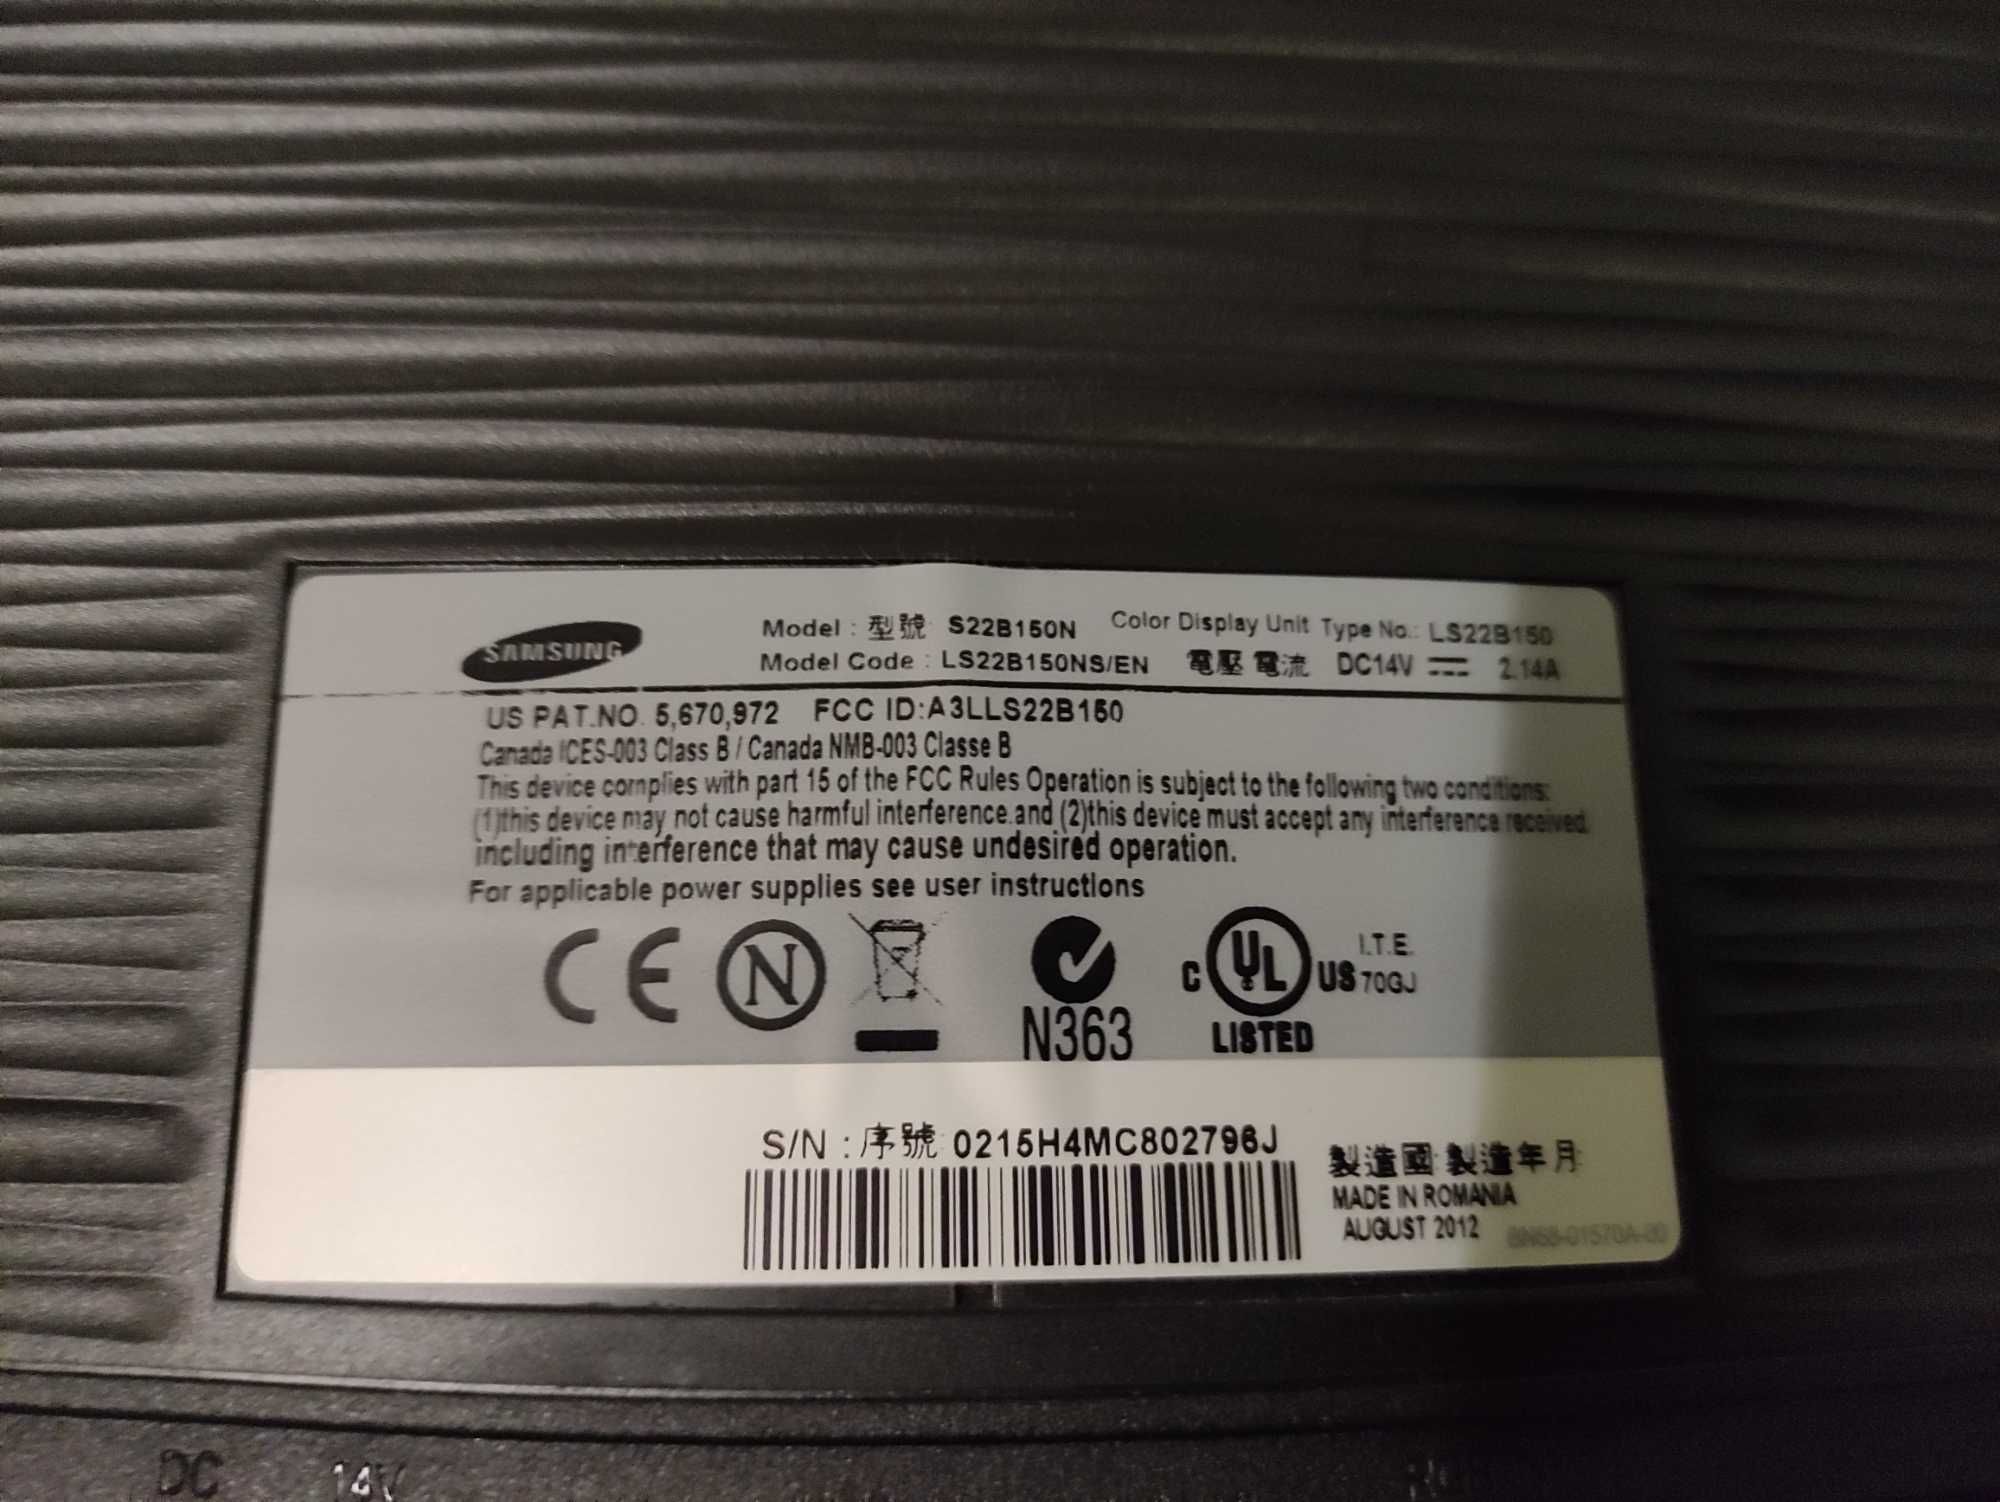 SAMSUNG
Model : 型號 S22B150N Color Display Unit Type No.: LS22B150
Model Code : LS22B150NS/EN 電壓 電流 DC14V 2.14A
US PAT.NO. 5,670,972 FCC ID:A3LLS22B150
Canada ICES-003 Class B / Canada NMB-003 Classe B
This device complies with part 15 of the FCC Rules Operation is subject to the following two conditions:
(1)this device may not cause harmful interference.and (2)this device must accept any interference received
including interference that may cause undesired operation.
For applicable power supplies see user instructions
CE N N363 C UL US LISTED I.T.E. 70GJ
S/N : 序號 0215H4MC802796J
製造國 製造年月
MADE IN ROMANIA
AUGUST 2012
BN68-01570A-00
DC 14V